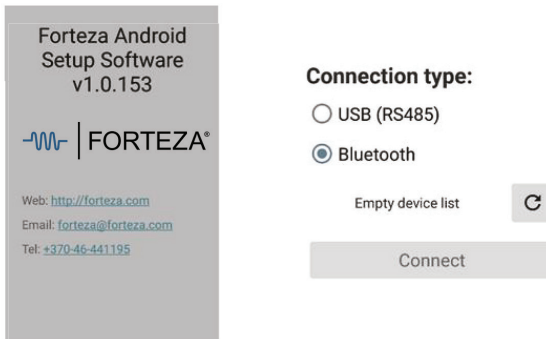 Forteza Android
Setup Software
v1.0.153
FORTEZA®
Web: http://forteza.com
Email: forteza@forteza.com
Tel: +370-46-441195
Connection type:
USB (RS485)
Bluetooth
Empty device list
Connect